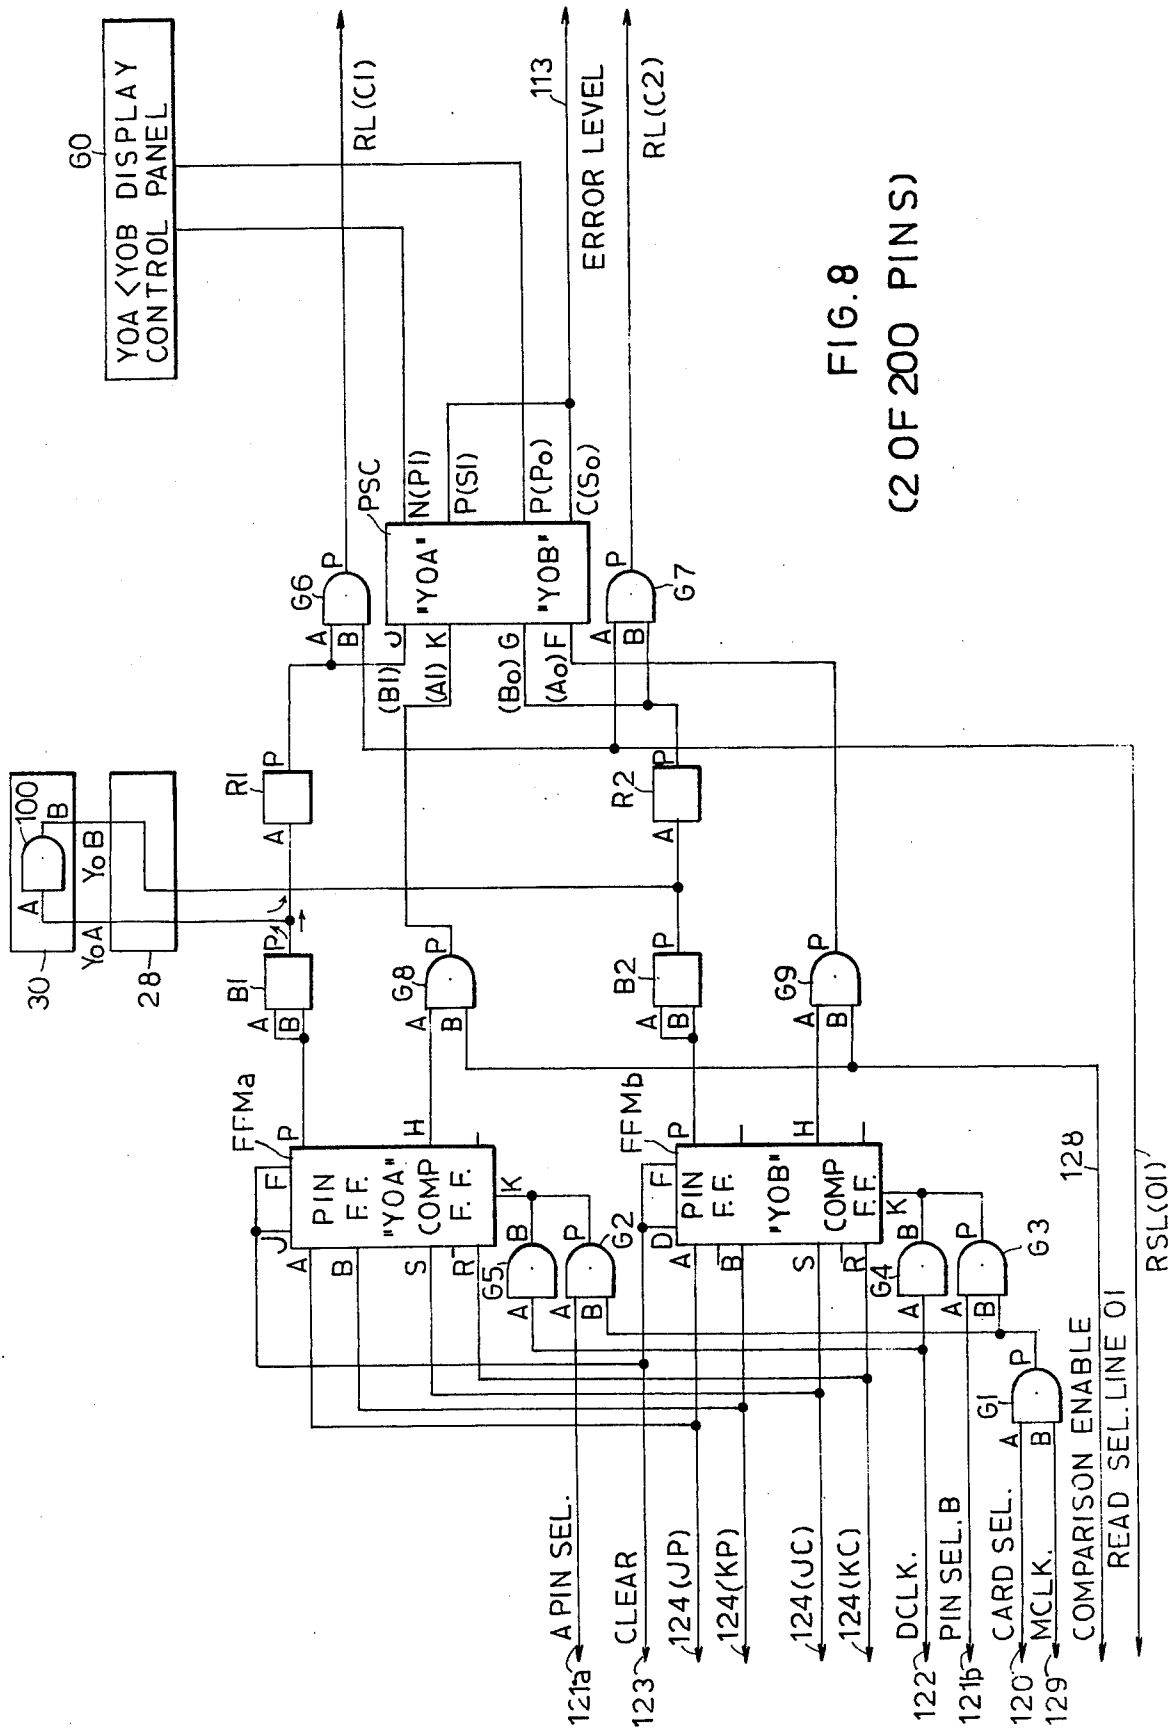 60
YOA <YOB DISPLAY
CONTROL PANEL
RL(C1)
113
ERROR LEVEL
RL(C2)
FIG.8
(2 OF 200 PINS)
30
100
A
B
YoA
YoB
28
B1
A
B
P
R1
A
P
G6
A
B
P
PSC
(B1) J
(A1) K
(Bo) G
(Ao) F
"YOA"
"YOB"
N(P1)
P(S1)
P(Po)
C(So)
G7
A
B
P
G8
A
B
P
B2
A
B
P
R2
A
P
G9
A
B
P
FFMa
J
F
P
A
B
S
R
H
K
PIN
F.F.
"YOA"
COMP
F.F.
G5
A
B
G2
A
B
P
FFMb
D
F
P
A
B
S
R
H
K
PIN
F.F.
"YOB"
COMP
F.F.
G4
A
B
G3
A
B
P
G1
A
B
P
121a
A PIN SEL.
123
CLEAR
124(JP)
124(KP)
124(JC)
124(KC)
122
DCLK.
121b
PIN SEL.B
120
CARD SEL.
129
MCLK.
COMPARISON ENABLE
128
READ SEL. LINE 01
RSL(01)